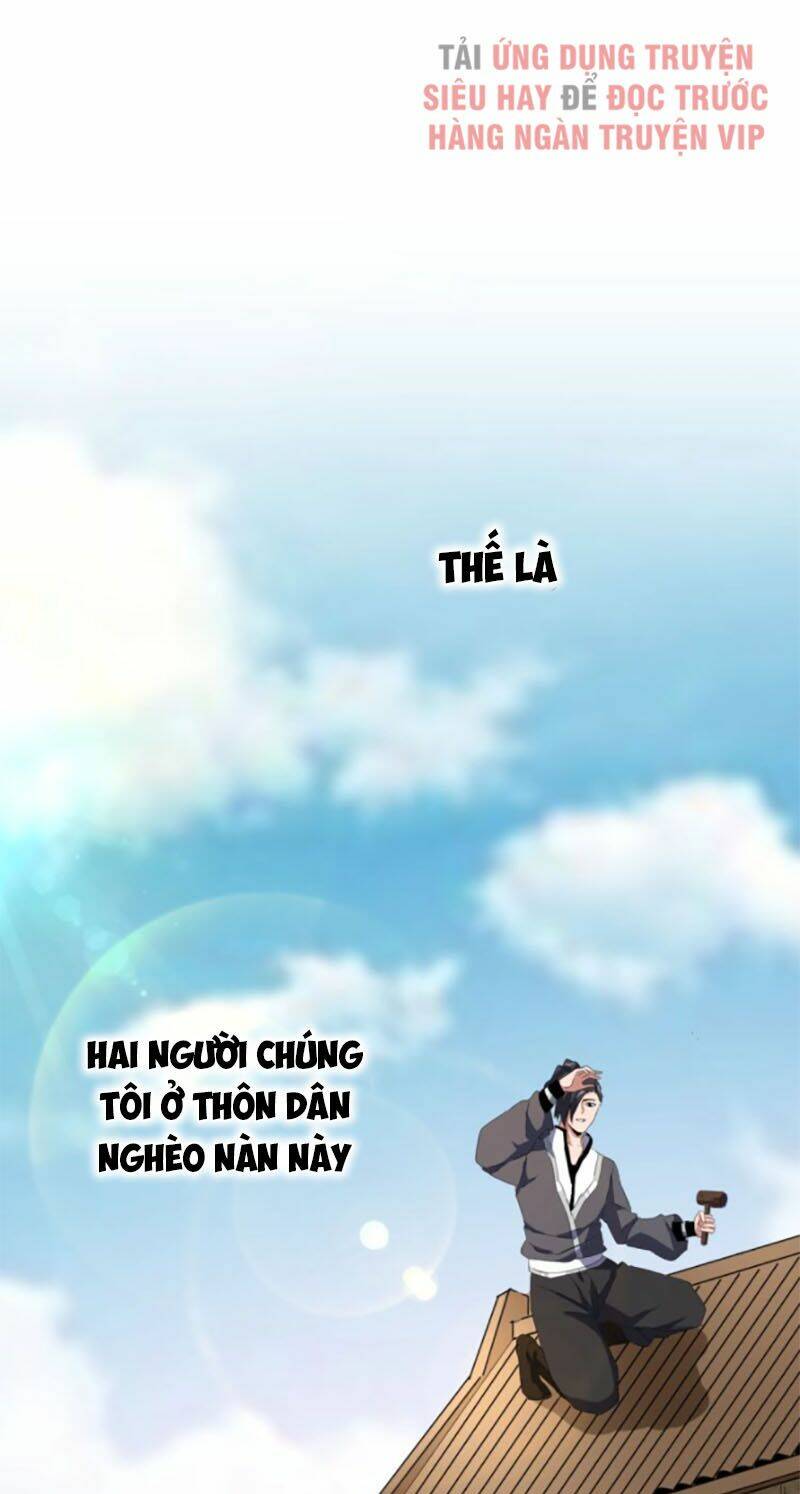 TẢI ỨNG DỤNG TRUYỆN
SIÊU HAY ĐỂ ĐỌC TRƯỚC
HÀNG NGÀN TRUYỆN VIP
THẾ LÀ
HAI NGƯỜI CHÚNG
TÔI Ở THÔN DÂN
NGHÈO NÀN NÀY